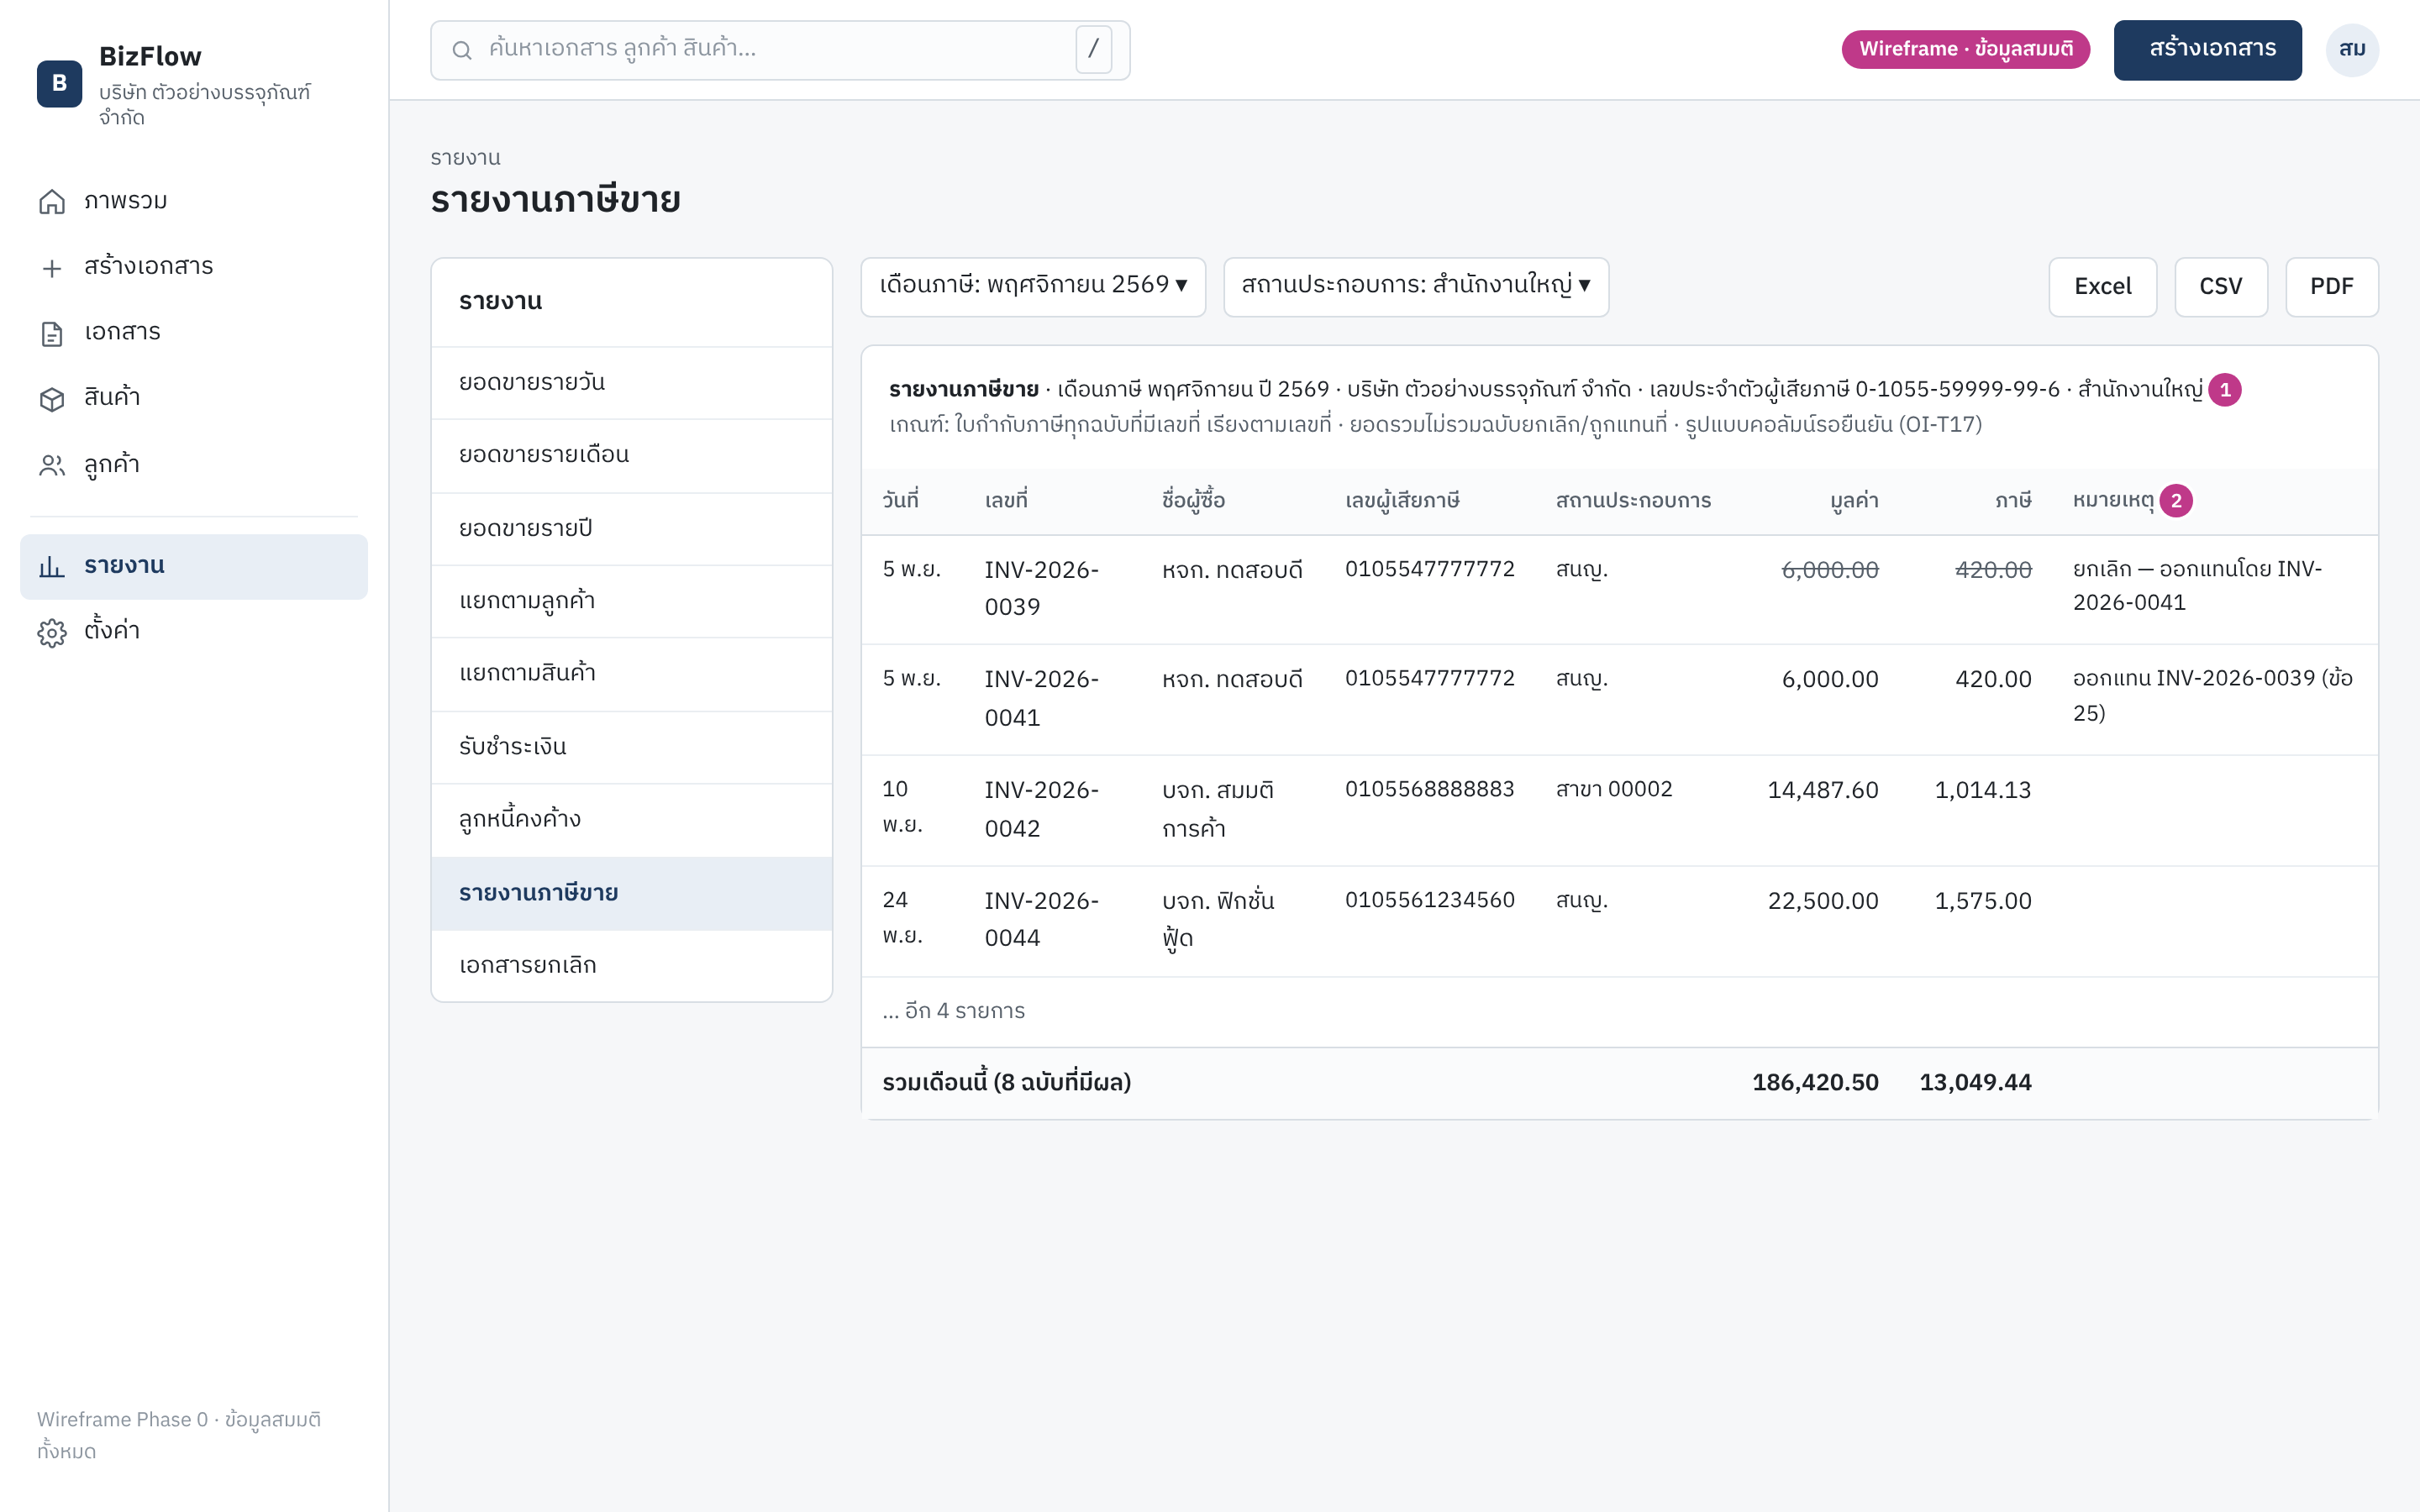 B
BizFlow
บริษัท ตัวอย่างบรรจุภัณฑ์
จำกัด
ภาพรวม
สร้างเอกสาร
เอกสาร
สินค้า
ลูกค้า
รายงาน
ตั้งค่า
Wireframe Phase 0 · ข้อมูลสมมติ
ทั้งหมด
ค้นหาเอกสาร ลูกค้า สินค้า… /
Wireframe · ข้อมูลสมมติ
สร้างเอกสาร
สม
รายงาน
รายงานภาษีขาย
รายงาน
ยอดขายรายวัน
ยอดขายรายเดือน
ยอดขายรายปี
แยกตามลูกค้า
แยกตามสินค้า
รับชำระเงิน
ลูกหนี้คงค้าง
รายงานภาษีขาย
เอกสารยกเลิก
เดือนภาษี: พฤศจิกายน 2569 ▾
สถานประกอบการ: สำนักงานใหญ่ ▾
Excel
CSV
PDF
รายงานภาษีขาย · เดือนภาษี พฤศจิกายน ปี 2569 · บริษัท ตัวอย่างบรรจุภัณฑ์ จำกัด · เลขประจำตัวผู้เสียภาษี 0-1055-59999-99-6 · สำนักงานใหญ่ 1
เกณฑ์: ใบกำกับภาษีทุกฉบับที่มีเลขที่ เรียงตามเลขที่ · ยอดรวมไม่รวมฉบับยกเลิก/ถูกแทนที่ · รูปแบบคอลัมน์รอยืนยัน (OI-T17)
วันที่ เลขที่ ชื่อผู้ซื้อ เลขผู้เสียภาษี สถานประกอบการ มูลค่า ภาษี หมายเหตุ 2
5 พ.ย. INV-2026- หจก. ทดสอบดี 0105547777772 สนญ. 6,000.00 420.00 ยกเลิก — ออกแทนโดย INV-
0039 2026-0041
5 พ.ย. INV-2026- หจก. ทดสอบดี 0105547777772 สนญ. 6,000.00 420.00 ออกแทน INV-2026-0039 (ข้อ
0041 25)
10 INV-2026- บจก. สมมติ 0105568888883 สาขา 00002 14,487.60 1,014.13
พ.ย. 0042 การค้า
24 INV-2026- บจก. ฟิกชั่น 0105561234560 สนญ. 22,500.00 1,575.00
พ.ย. 0044 ฟู้ด
… อีก 4 รายการ
รวมเดือนนี้ (8 ฉบับที่มีผล) 186,420.50 13,049.44